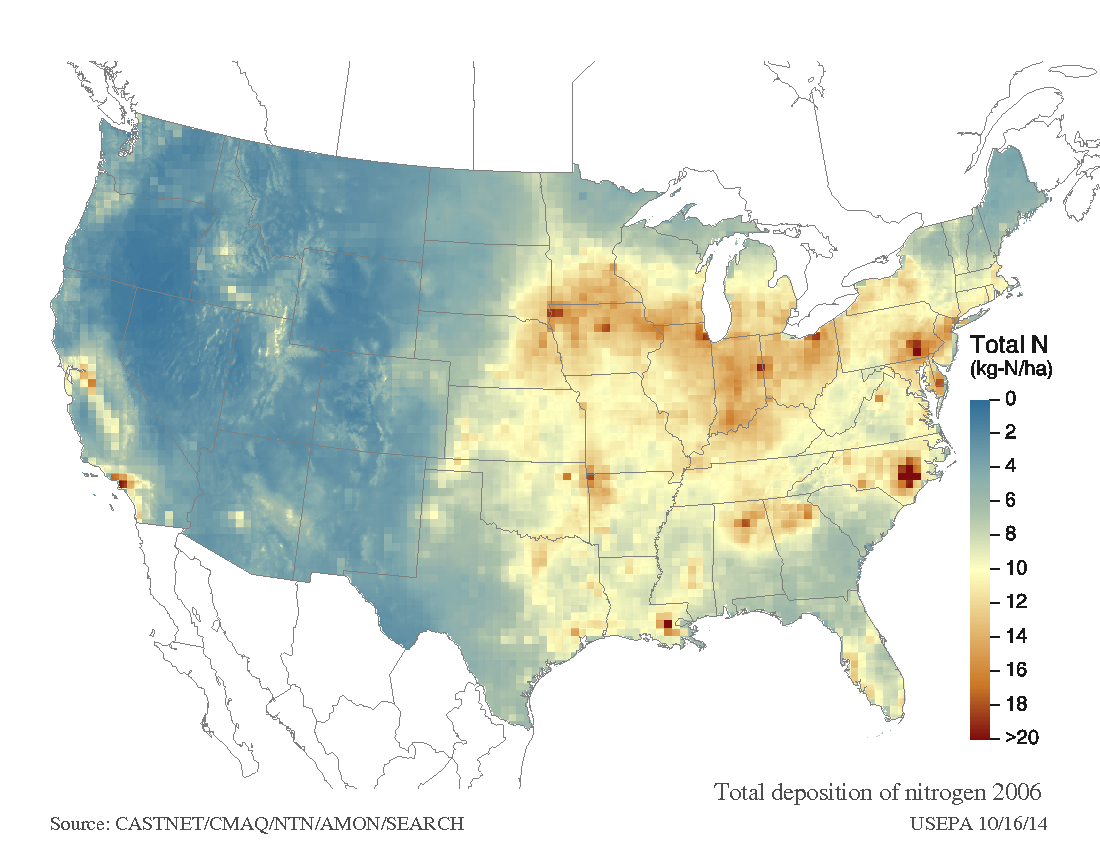 Total N
(kg-N/ha)
0
2
4
6
8
10
12
14
16
18
>20
Total deposition of nitrogen 2006
Source: CASTNET/CMAQ/NTN/AMON/SEARCH
USEPA 10/16/14